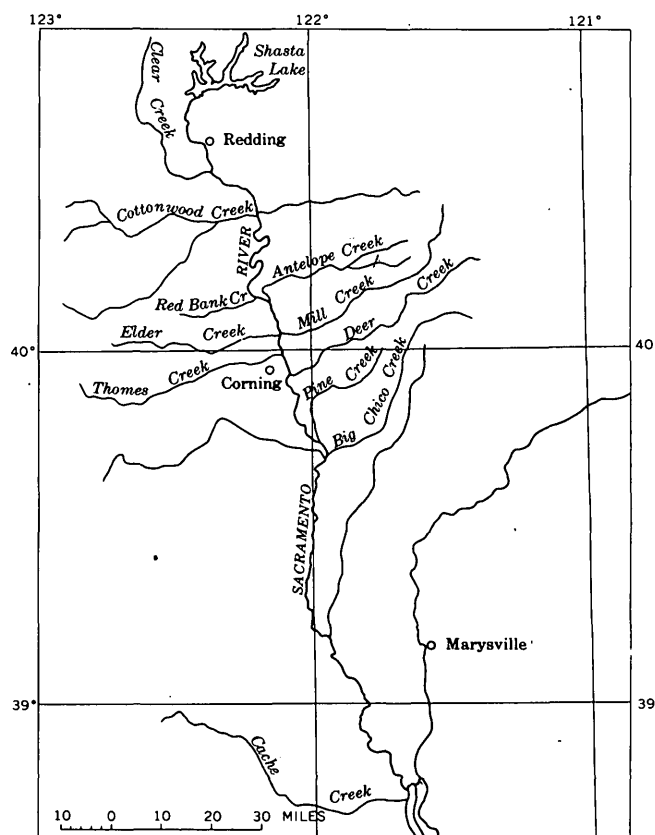 123° 122° 121°
Shasta
Lake
Clear
Creek
Redding
Cottonwood Creek
RIVER
Antelope Creek
Red Bank Cr
Mill Creek
Elder Creek
Deer Creek
40° 40
Thomes Creek
Corning
Pine Creek
Big Chico Creek
SACRAMENTO
Marysville
39° 39
Cache Creek
10 0 10 20 30 MILES